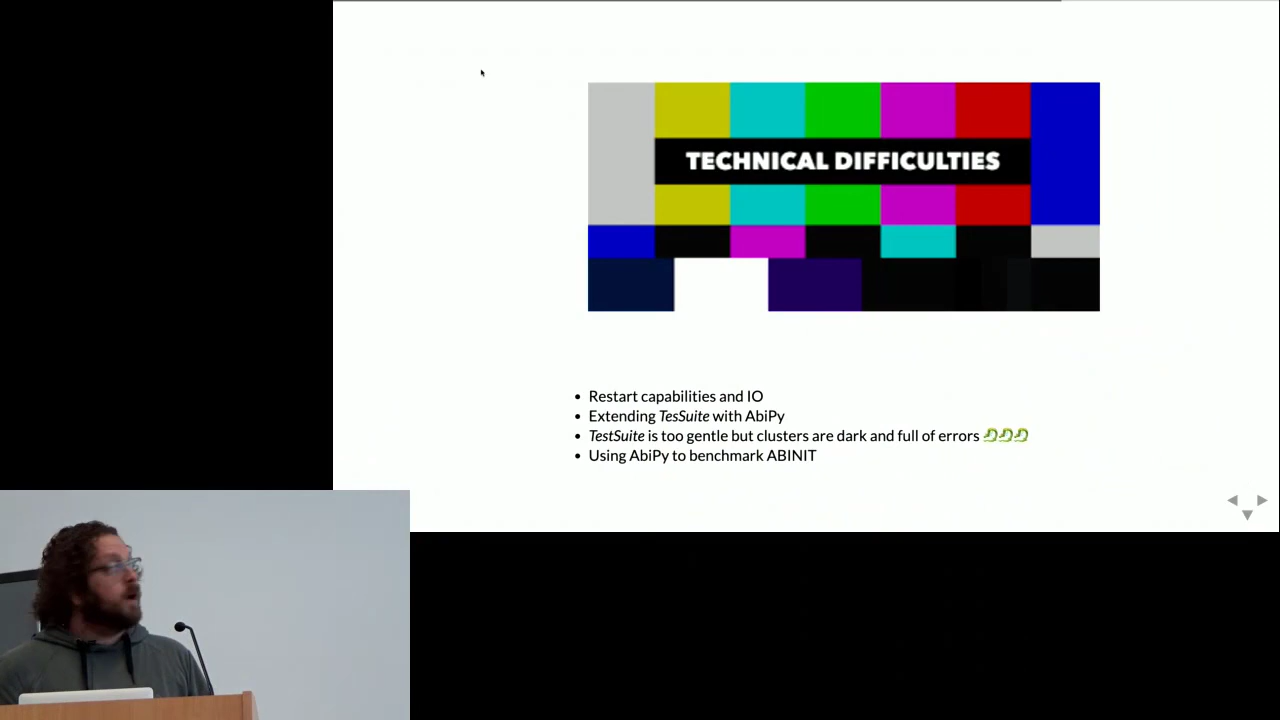 TECHNICAL DIFFICULTIES
• Restart capabilities and IO
• Extending TesSuite with AbiPy
• TestSuite is too gentle but clusters are dark and full of errors 🐉🐉🐉
• Using AbiPy to benchmark ABINIT